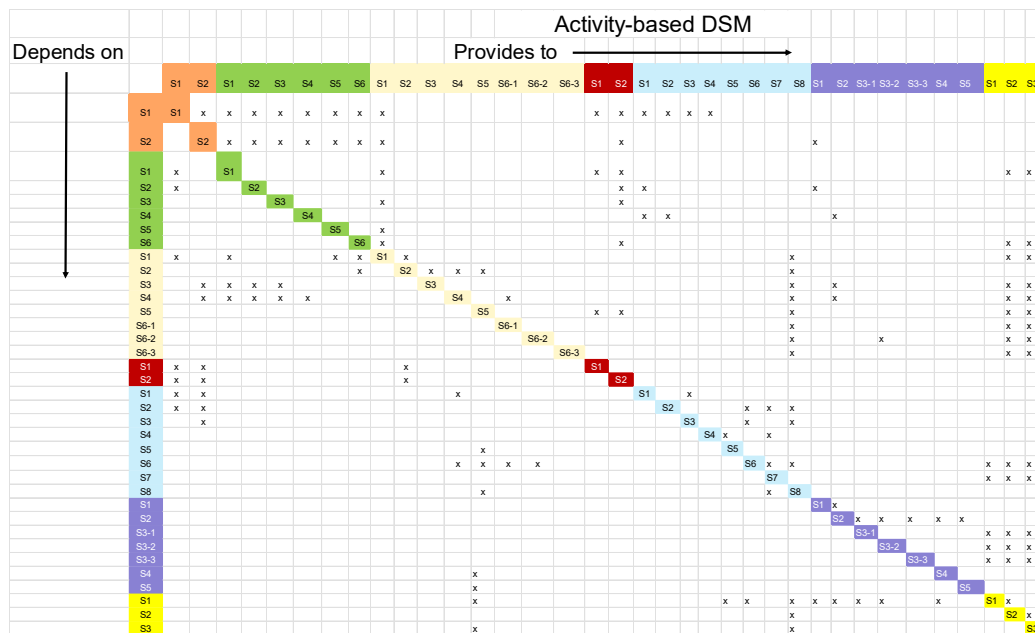 Activity-based DSM
Depends on Provides to
S1 S2 S1 S2 S3 S4 S5 S6 S1 S2 S3 S4 S5 S6-1 S6-2 S6-3 S1 S2 S1 S2 S3 S4 S5 S6 S7 S8 S1 S2 S3-1 S3-2 S3-3 S4 S5 S1 S2 S3
S1 S1 x x x x x x x x x x x x x x
S2 S2 x x x x x x x x x
S1 x S1 x x x x x
S2 x S2 x x x
S3 S3 x x
S4 S4 x x x
S5 S5 x
S6 S6 x x x x
S1 x x x x S1 x x x x
S2 x S2 x x x x
S3 x x x x S3 x x x x
S4 x x x x x S4 x x x x x
S5 S5 x x x x x
S6-1 S6-1 x x x
S6-2 S6-2 x x x x
S6-3 S6-3 x x x
S1 x x x S1
S2 x x x S2
S1 x x x S1 x
S2 x x S2 x x x
S3 x S3 x x
S4 S4 x x
S5 x S5
S6 x x x x S6 x x x x x
S7 S7 x x x
S8 x x S8
S1 S1 x
S2 S2 x x x x x
S3-1 S3-1 x x x
S3-2 S3-2 x x x
S3-3 S3-3 x x x
S4 x S4
S5 x S5
S1 x x x x x x x x x S1 x
S2 x S2
S3 x x S3